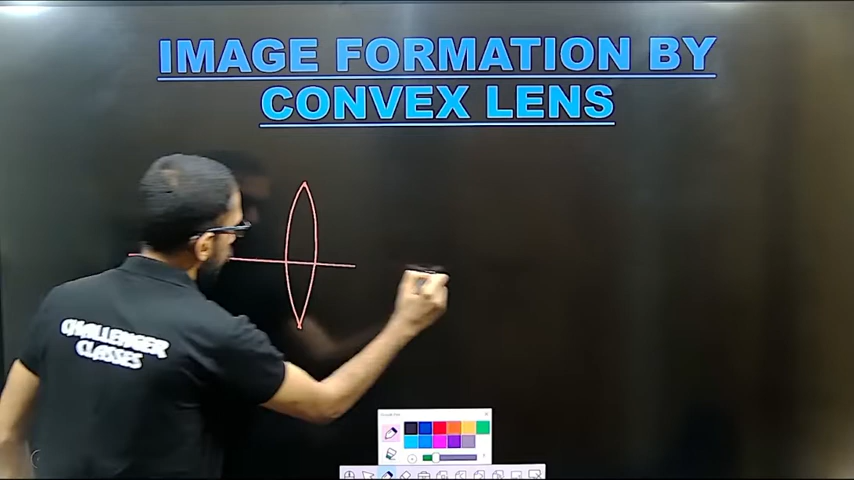 IMAGE FORMATION BY
CONVEX LENS
CHALLENGER
CLASSES